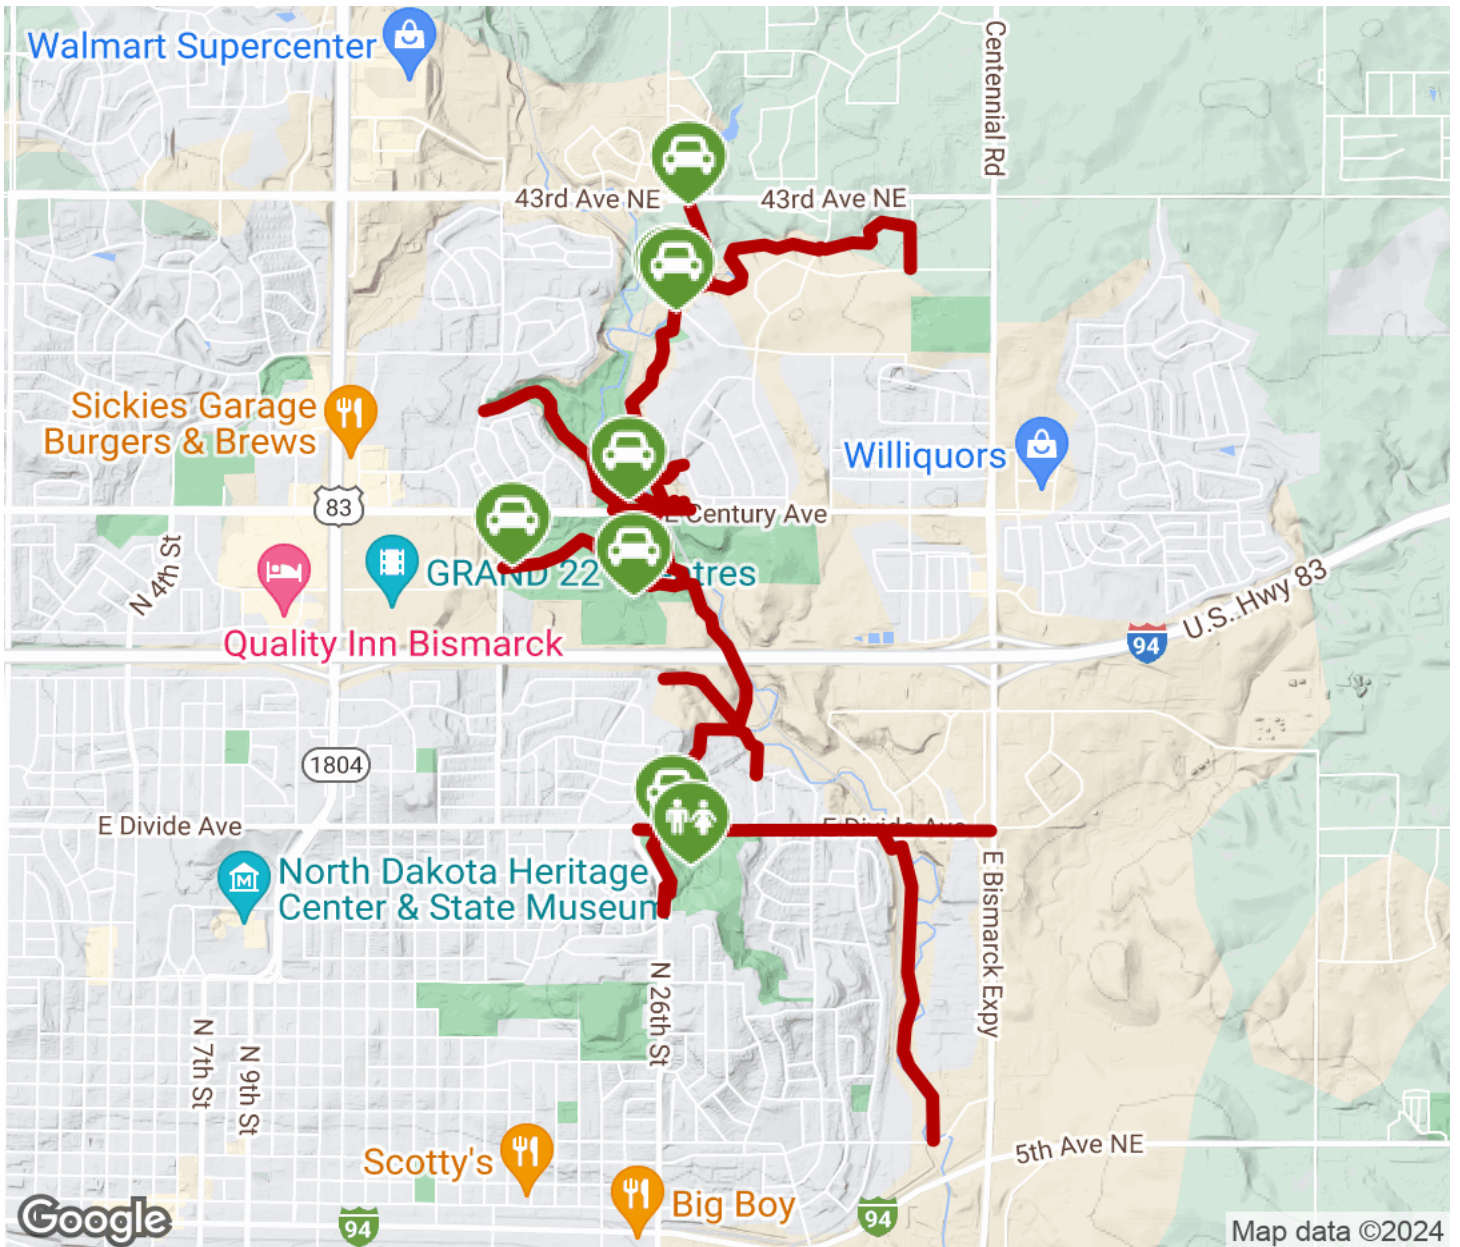 Walmart Supercenter
Centennial Rd
43rd Ave NE
43rd Ave NE
Sickies Garage
Burgers & Brews
Williquors
83
E Century Ave
N 4th St
GRAND 22
tres
U.S. Hwy 83
Quality Inn Bismarck
94
1804
E Divide Ave
E Divide Ave
North Dakota Heritage
Center & State Museum
E Bismarck Expy
N 26th St
N 7th St
N 9th St
Scotty's
5th Ave NE
Big Boy
Google
94
94
Map data ©2024